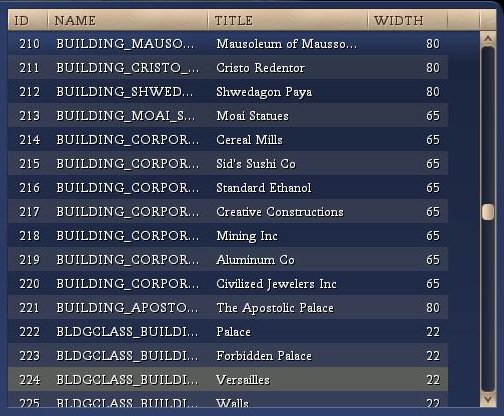 ID NAME TITLE WIDTH
210 BUILDING_MAUSO... Mausoleum of Mausso... 80
211 BUILDING_CRISTO_... Cristo Redentor 80
212 BUILDING_SHWED... Shwedagon Paya 80
213 BUILDING_MOAI_S... Moai Statues 65
214 BUILDING_CORPOR... Cereal Mills 65
215 BUILDING_CORPOR... Sid's Sushi Co 65
216 BUILDING_CORPOR... Standard Ethanol 65
217 BUILDING_CORPOR... Creative Constructions 65
218 BUILDING_CORPOR... Mining Inc 65
219 BUILDING_CORPOR... Aluminum Co 65
220 BUILDING_CORPOR... Civilized Jewelers Inc 65
221 BUILDING_APOSTO... The Apostolic Palace 80
222 BLDGCLASS_BUILDI... Palace 22
223 BLDGCLASS_BUILDI... Forbidden Palace 22
224 BLDGCLASS_BUILDI... Versailles 22
225 BLDGCLASS_BUILDI... Walls 22